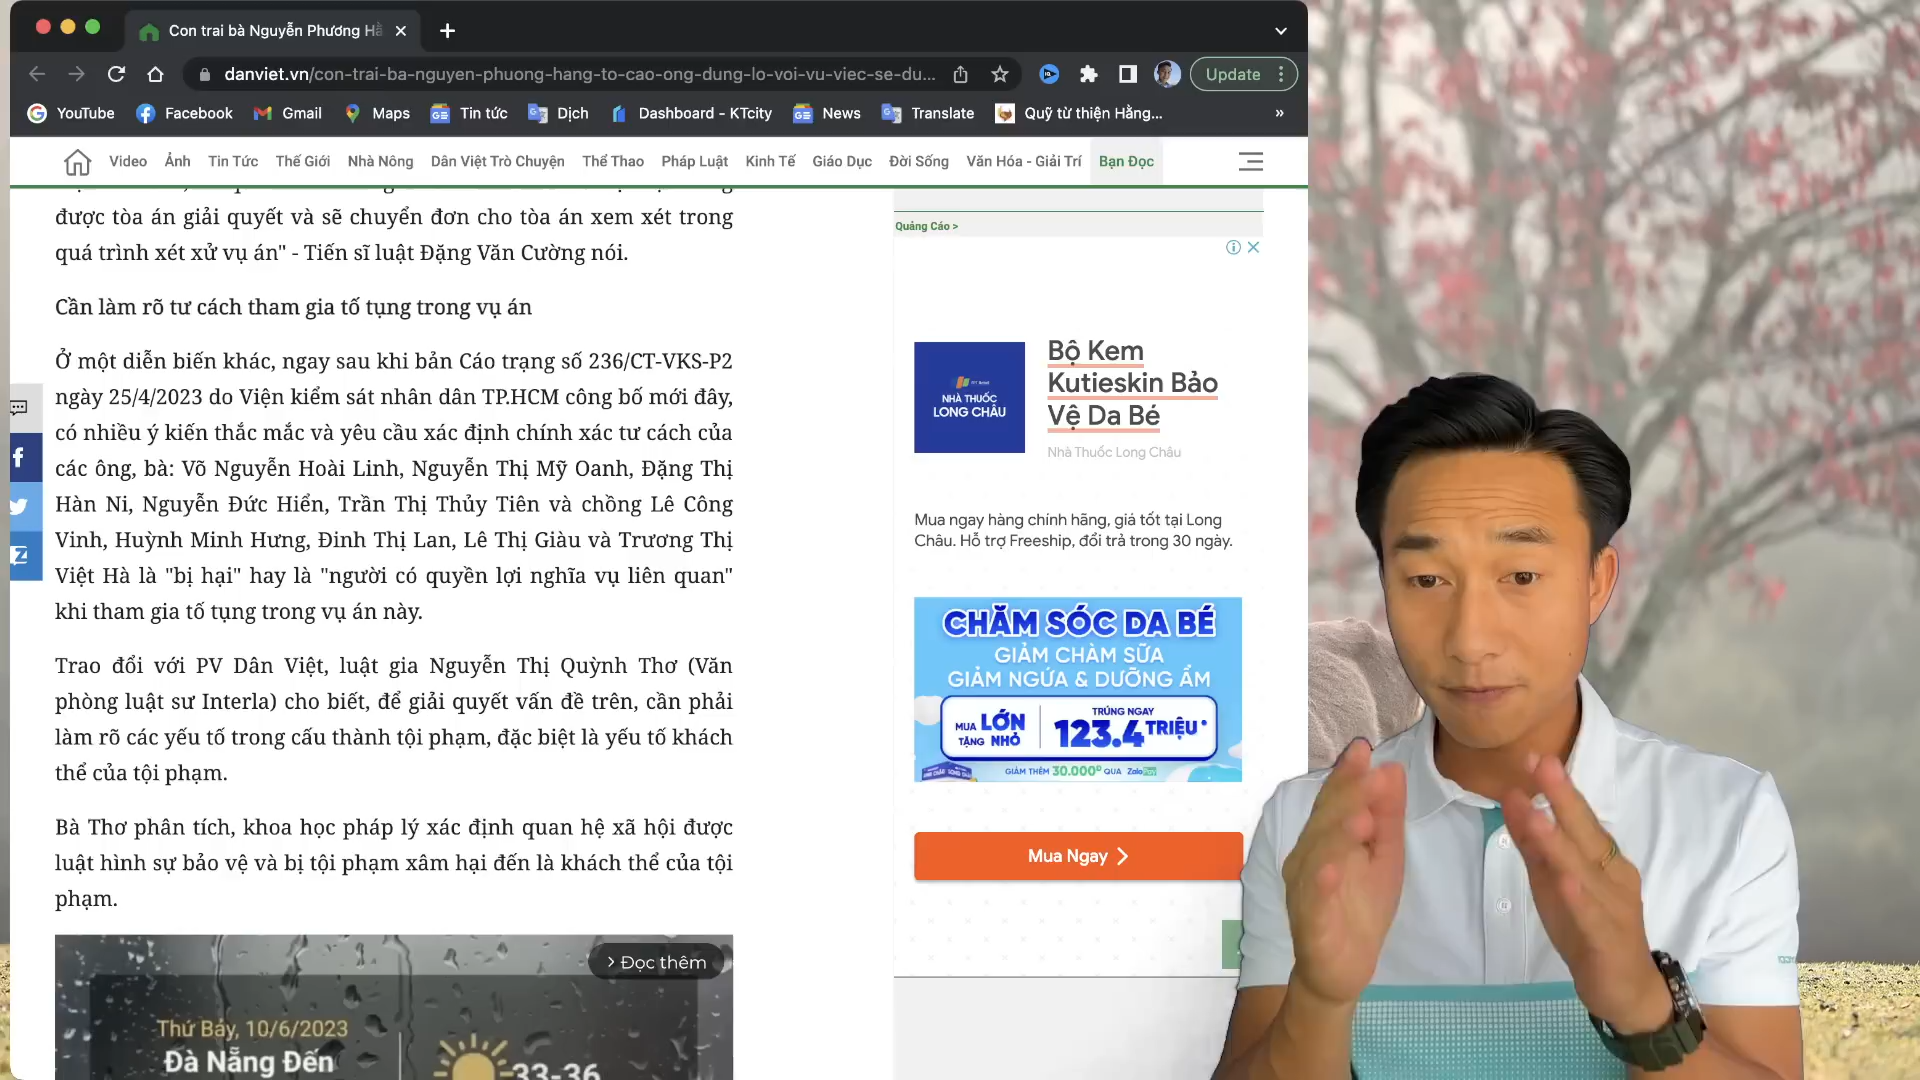 Con trai bà Nguyễn Phương Hằ
danviet.vn/con-trai-ba-nguyen-phuong-hang-to-cao-ong-dung-lo-voi-vu-viec-se-du...
Update
YouTube
Facebook
Gmail
Maps
Tin tức
Dịch
Dashboard - KTcity
News
Translate
Quỹ từ thiện Hằng...
»
Video
Ảnh
Tin Tức
Thế Giới
Nhà Nông
Dân Việt Trò Chuyện
Thể Thao
Pháp Luật
Kinh Tế
Giáo Dục
Đời Sống
Văn Hóa - Giải Trí
Bạn Đọc
được tòa án giải quyết và sẽ chuyển đơn cho tòa án xem xét trong
quá trình xét xử vụ án" - Tiến sĩ luật Đặng Văn Cường nói.
Cần làm rõ tư cách tham gia tố tụng trong vụ án
Ở một diễn biến khác, ngay sau khi bản Cáo trạng số 236/CT-VKS-P2
ngày 25/4/2023 do Viện kiểm sát nhân dân TP.HCM công bố mới đây,
có nhiều ý kiến thắc mắc và yêu cầu xác định chính xác tư cách của
các ông, bà: Võ Nguyễn Hoài Linh, Nguyễn Thị Mỹ Oanh, Đặng Thị
Hàn Ni, Nguyễn Đức Hiển, Trần Thị Thủy Tiên và chồng Lê Công
Vinh, Huỳnh Minh Hưng, Đinh Thị Lan, Lê Thị Giàu và Trương Thị
Việt Hà là "bị hại" hay là "người có quyền lợi nghĩa vụ liên quan"
khi tham gia tố tụng trong vụ án này.
Trao đổi với PV Dân Việt, luật gia Nguyễn Thị Quỳnh Thơ (Văn
phòng luật sư Interla) cho biết, để giải quyết vấn đề trên, cần phải
làm rõ các yếu tố trong cấu thành tội phạm, đặc biệt là yếu tố khách
thể của tội phạm.
Bà Thơ phân tích, khoa học pháp lý xác định quan hệ xã hội được
luật hình sự bảo vệ và bị tội phạm xâm hại đến là khách thể của tội
phạm.
Đọc thêm
Thứ Bảy, 10/6/2023
Đà Nẵng Đến
33-36
Quảng Cáo >
NHÀ THUỐC
LONG CHÂU
Bộ Kem
Kutieskin Bảo
Vệ Da Bé
Nhà Thuốc Long Châu
Mua ngay hàng chính hãng, giá tốt tại Long
Châu. Hỗ trợ Freeship, đổi trả trong 30 ngày.
CHĂM SÓC DA BÉ
GIẢM CHÀM SỮA
GIẢM NGỨA & DƯỠNG ẨM
MUA LỚN
TẶNG NHỎ
TRÚNG NGAY
123.4 TRIỆU*
GIẢM THÊM 30.000Đ QUA ZaloPay
Mua Ngay